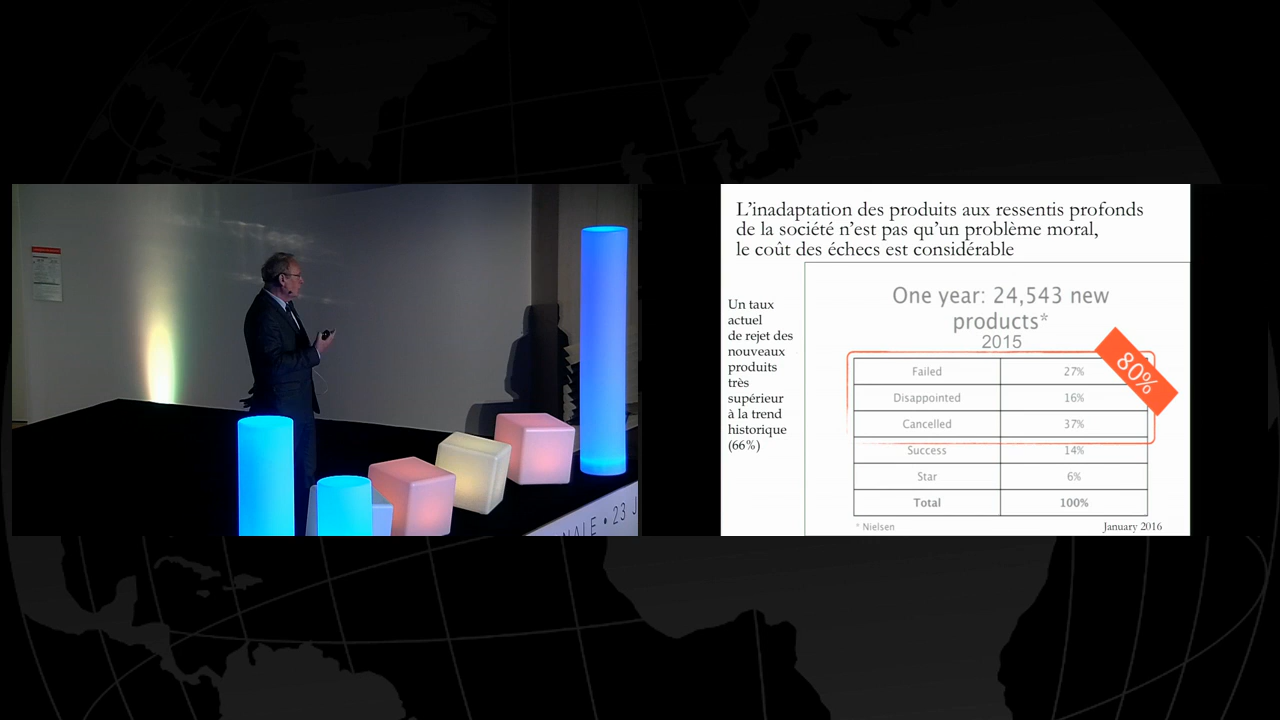 L'inadaptation des produits aux ressentis profonds
de la société n'est pas qu'un problème moral,
le coût des échecs est considérable
Un taux
actuel
de rejet des
nouveaux
produits
très
supérieur
à la trend
historique
(66%)
One year: 24,543 new
products*
2015
80%
Failed 27%
Disappointed 16%
Cancelled 37%
Success 14%
Star 6%
Total 100%
* Nielsen
January 2016
NALE • 23 J